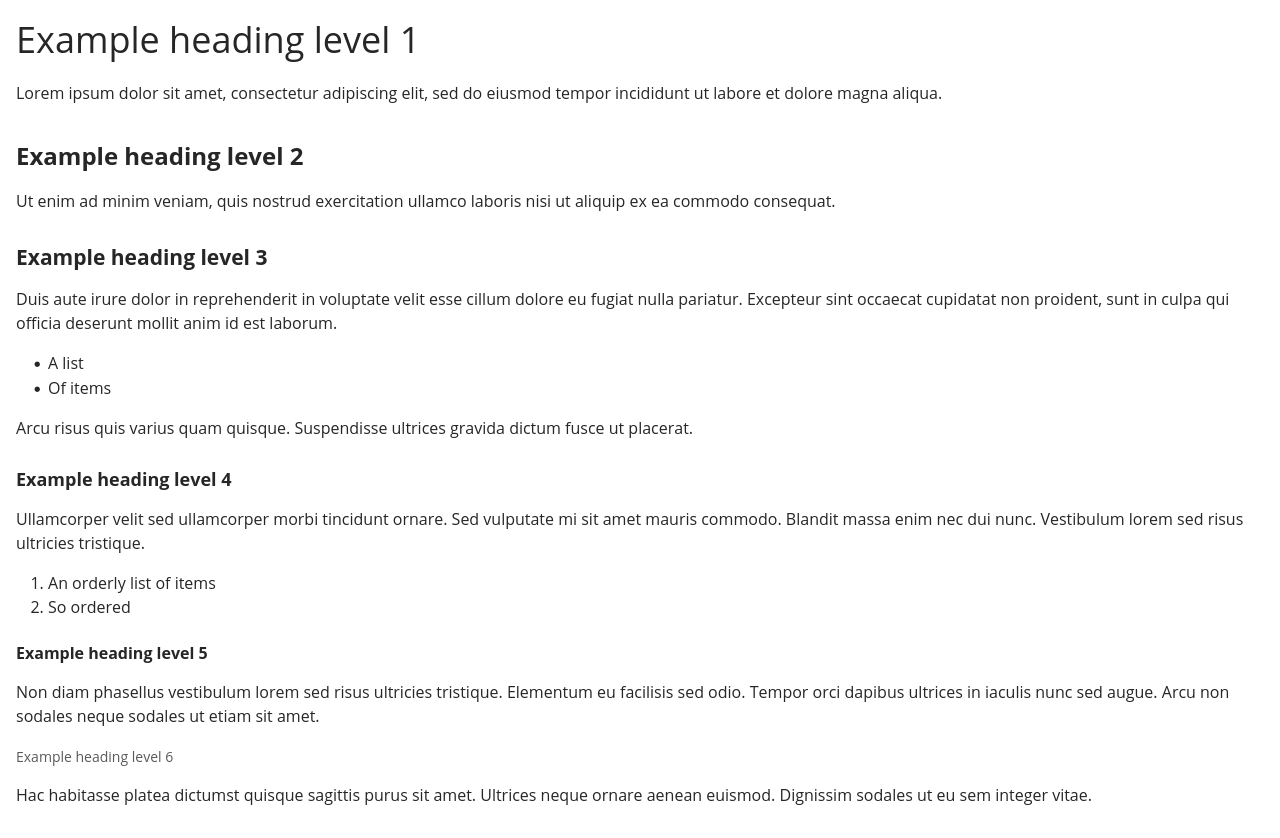 Example heading level 1
Lorem ipsum dolor sit amet, consectetur adipiscing elit, sed do eiusmod tempor incididunt ut labore et dolore magna aliqua.
Example heading level 2
Ut enim ad minim veniam, quis nostrud exercitation ullamco laboris nisi ut aliquip ex ea commodo consequat.
Example heading level 3
Duis aute irure dolor in reprehenderit in voluptate velit esse cillum dolore eu fugiat nulla pariatur. Excepteur sint occaecat cupidatat non proident, sunt in culpa qui
officia deserunt mollit anim id est laborum.
• A list
• Of items
Arcu risus quis varius quam quisque. Suspendisse ultrices gravida dictum fusce ut placerat.
Example heading level 4
Ullamcorper velit sed ullamcorper morbi tincidunt ornare. Sed vulputate mi sit amet mauris commodo. Blandit massa enim nec dui nunc. Vestibulum lorem sed risus
ultricies tristique.
1. An orderly list of items
2. So ordered
Example heading level 5
Non diam phasellus vestibulum lorem sed risus ultricies tristique. Elementum eu facilisis sed odio. Tempor orci dapibus ultrices in iaculis nunc sed augue. Arcu non
sodales neque sodales ut etiam sit amet.
Example heading level 6
Hac habitasse platea dictumst quisque sagittis purus sit amet. Ultrices neque ornare aenean euismod. Dignissim sodales ut eu sem integer vitae.